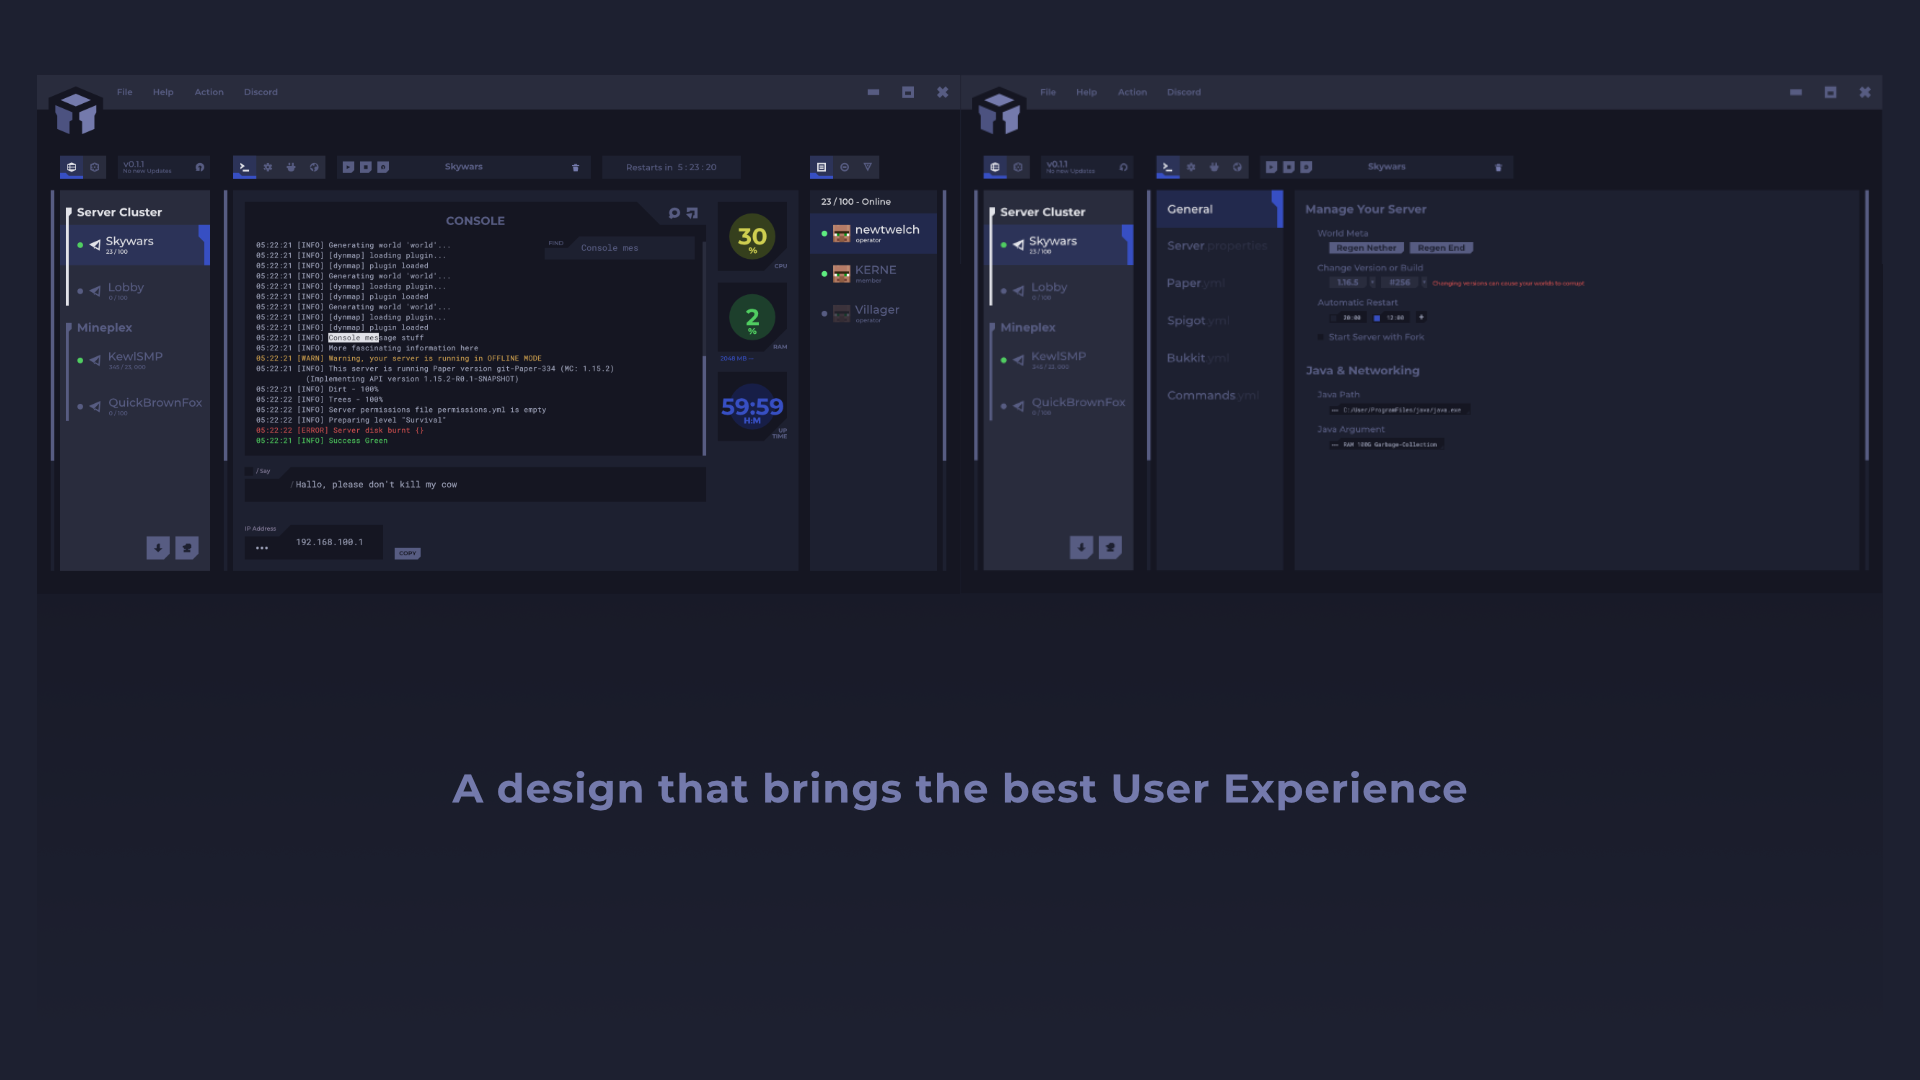 File Help Action Discord
v0.1.1
No new Updates
Skywars
Restarts in 5 : 23 : 20
Server Cluster
Skywars
23 / 100
Lobby
0 / 100
Mineplex
KewlSMP
345 / 23, 000
QuickBrownFox
0 / 100
CONSOLE
FIND
Console mes
05:22:21 [INFO] Generating world 'world'...
05:22:21 [INFO] [dynmap] loading plugin...
05:22:21 [INFO] [dynmap] plugin loaded
05:22:21 [INFO] Generating world 'world'...
05:22:21 [INFO] [dynmap] loading plugin...
05:22:21 [INFO] [dynmap] plugin loaded
05:22:21 [INFO] Generating world 'world'...
05:22:21 [INFO] [dynmap] loading plugin...
05:22:21 [INFO] [dynmap] plugin loaded
05:22:21 [INFO] Console message stuff
05:22:21 [INFO] More fascinating information here
05:22:21 [WARN] Warning, your server is running in OFFLINE MODE
05:22:21 [INFO] This server is running Paper version git-Paper-334 (MC: 1.15.2)
(Implementing API version 1.15.2-R0.1-SNAPSHOT)
05:22:21 [INFO] Dirt - 100%
05:22:22 [INFO] Trees - 100%
05:22:22 [INFO] Server permissions file permissions.yml is empty
05:22:22 [INFO] Preparing level "Survival"
05:22:22 [ERROR] Server disk burnt {}
05:22:21 [INFO] Success Green
/ Say
/Hallo, please don't kill my cow
IP Address
192.168.100.1
COPY
30
%
CPU
2
%
RAM
2048 MB
59:59
H:M
UP
TIME
23 / 100 - Online
newtwelch
operator
KERNE
member
Villager
operator
File Help Action Discord
v0.1.1
No new Updates
Skywars
Server Cluster
Skywars
23 / 100
Lobby
0 / 100
Mineplex
KewlSMP
345 / 23, 000
QuickBrownFox
0 / 100
General
Server.properties
Paper.yml
Spigot.yml
Bukkit.yml
Commands.yml
Manage Your Server
World Meta
Regen Nether Regen End
Change Version or Build
1.16.5 #256 Changing versions can cause your worlds to corrupt
Automatic Restart
20:00 12:00 +
Start Server with Fork
Java & Networking
Java Path
C:/User/ProgramFiles/java/java.exe
Java Argument
RAW 100G Garbage-Collection
A design that brings the best User Experience